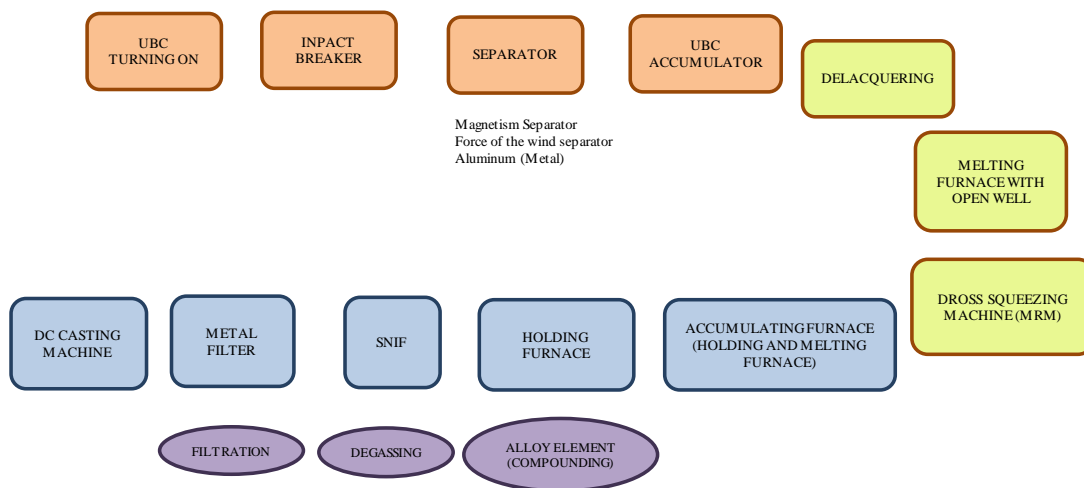 UBC
TURNING ON
INPACT
BREAKER
SEPARATOR
UBC
ACCUMULATOR
DELACQUERING
Magnetism Separator
Force of the wind separator
Aluminum (Metal)
MELTING
FURNACE WITH
OPEN WELL
DROSS SQUEEZING
MACHINE (MRM)
DC CASTING
MACHINE
METAL
FILTER
SNIF
HOLDING
FURNACE
ACCUMULATING FURNACE
(HOLDING AND MELTING
FURNACE)
FILTRATION
DEGASSING
ALLOY ELEMENT
(COMPOUNDING)